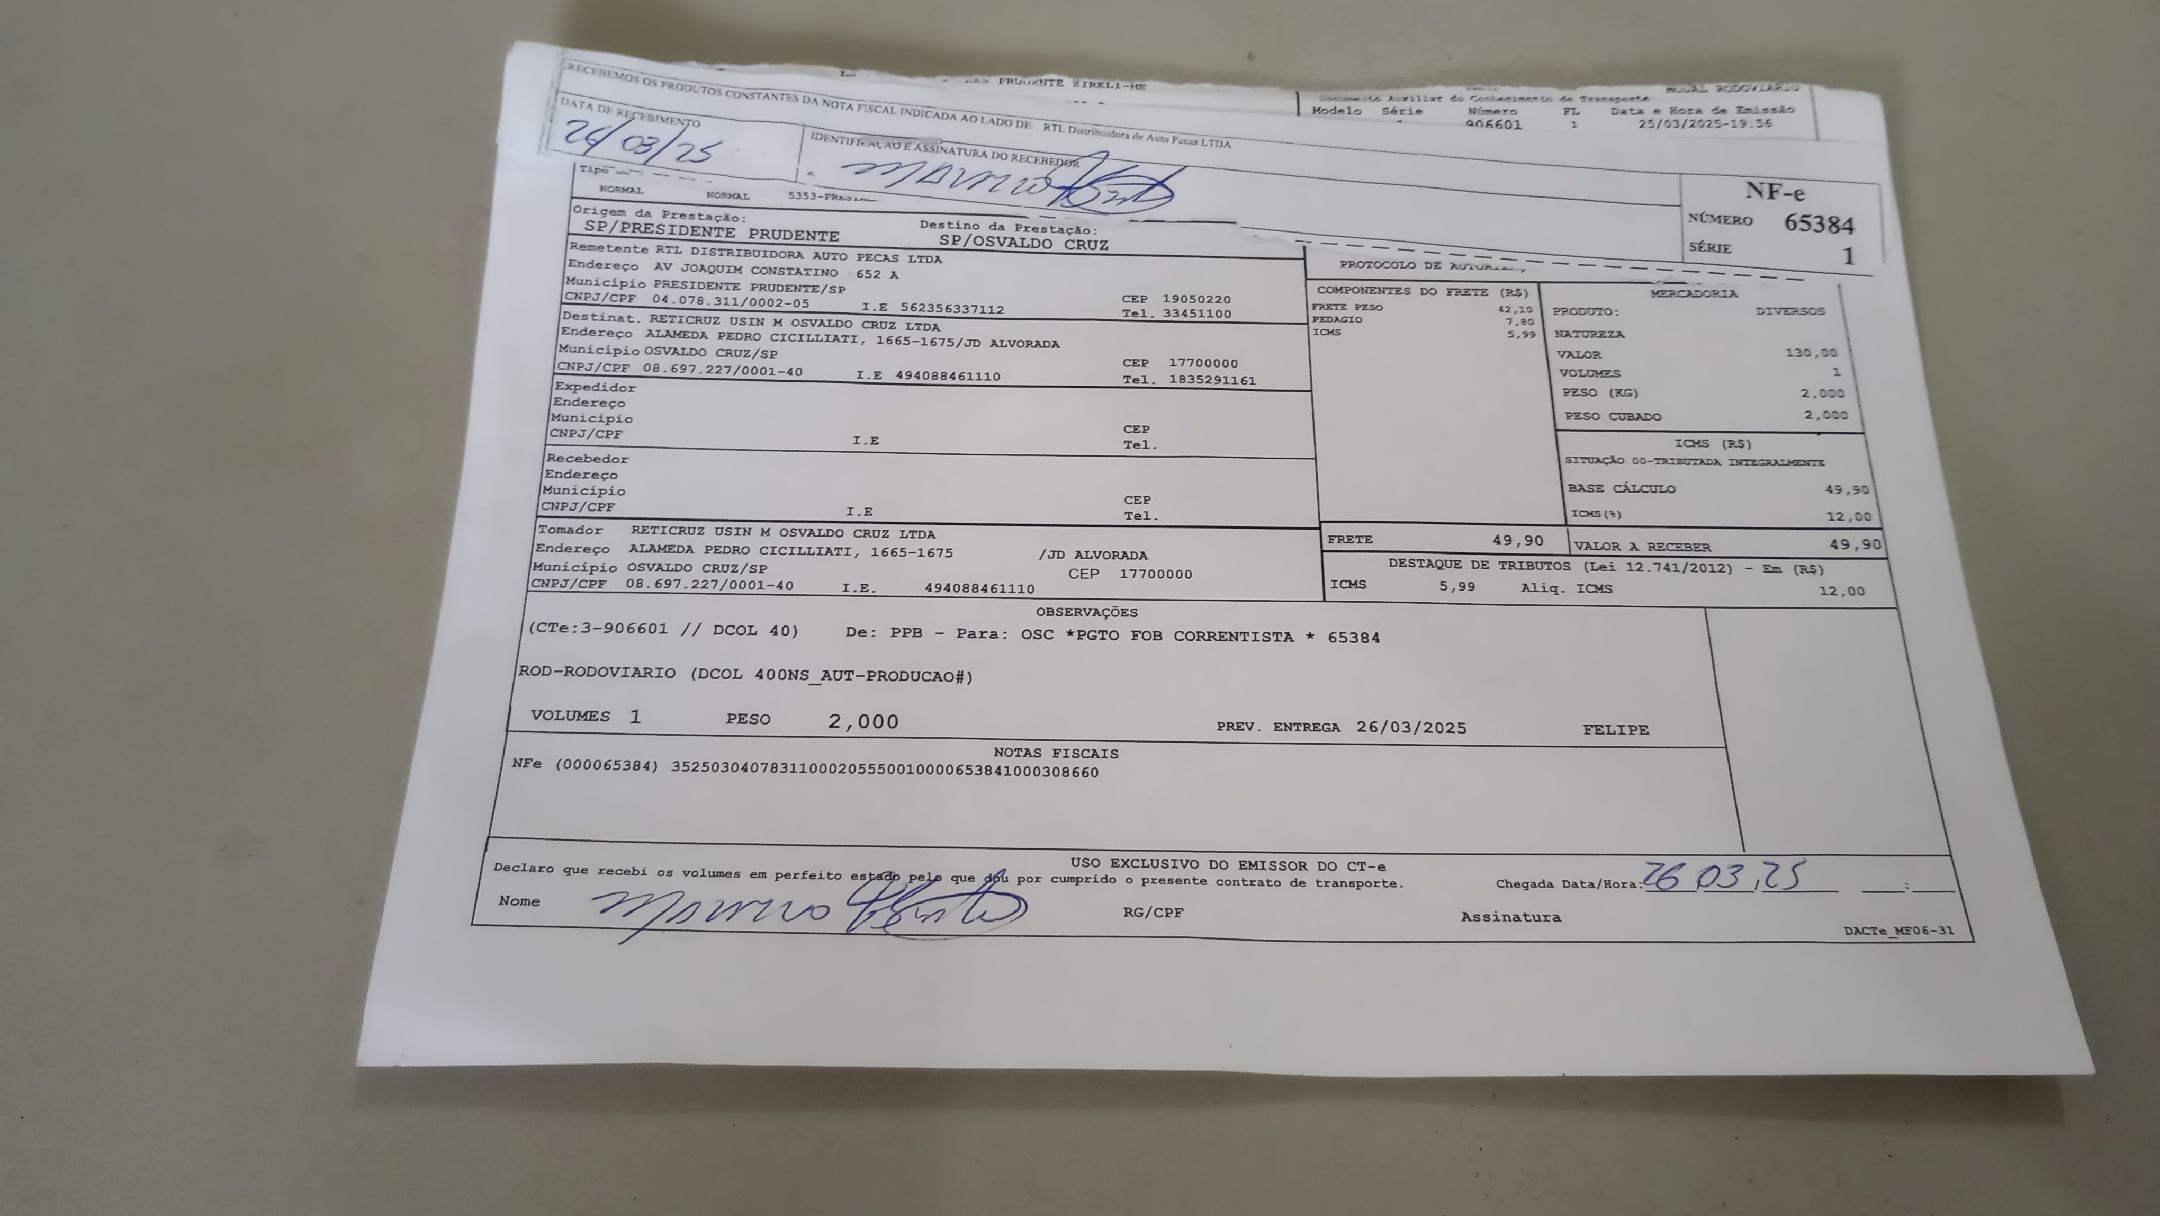 PRUDENTE EIRELI-ME
MODAL RODOVIARIO
Documento Auxiliar do Conhecimento de Transporte
Modelo Série Número FL Data e Hora de Emissão
906601 1 25/03/2025-19:56
RECEBEMOS OS PRODUTOS CONSTANTES DA NOTA FISCAL INDICADA AO LADO DE: RTL Distribuidora de Auto Pecas LTDA
DATA DE RECEBIMENTO
26/03/25
IDENTIFICAÇÃO E ASSINATURA DO RECEBEDOR
NF-e
NÚMERO 65384
SÉRIE 1
Tipo
NORMAL NORMAL
Origem da Prestação:
SP/PRESIDENTE PRUDENTE
Destino da Prestação:
SP/OSVALDO CRUZ
PROTOCOLO DE
Remetente RTL DISTRIBUIDORA AUTO PECAS LTDA
Endereço AV JOAQUIM CONSTATINO 652 A
Município PRESIDENTE PRUDENTE/SP CEP 19050220
CNPJ/CPF 04.078.311/0002-05 I.E 562356337112 Tel. 33451100
Destinat. RETICRUZ USIN M OSVALDO CRUZ LTDA
Endereço ALAMEDA PEDRO CICILLIATI, 1665-1675/JD ALVORADA
Município OSVALDO CRUZ/SP CEP 17700000
CNPJ/CPF 08.697.227/0001-40 I.E 494088461110 Tel. 1835291161
Expedidor
Endereço
Município CEP
CNPJ/CPF I.E Tel.
Recebedor
Endereço
Município CEP
CNPJ/CPF I.E Tel.
Tomador RETICRUZ USIN M OSVALDO CRUZ LTDA
Endereço ALAMEDA PEDRO CICILLIATI, 1665-1675 /JD ALVORADA
Município OSVALDO CRUZ/SP CEP 17700000
CNPJ/CPF 08.697.227/0001-40 I.E. 494088461110
COMPONENTES DO FRETE (R$)
FRETE PESO 42,10
PEDAGIO 7,80
ICMS 5,99
MERCADORIA
PRODUTO: DIVERSOS
NATUREZA
VALOR 130,00
VOLUMES 1
PESO (KG) 2,000
PESO CUBADO 2,000
ICMS (R$)
SITUAÇÃO 00-TRIBUTADA INTEGRALMENTE
BASE CÁLCULO 49,90
ICMS(%) 12,00
FRETE 49,90 VALOR A RECEBER 49,90
DESTAQUE DE TRIBUTOS (Lei 12.741/2012) - Em (R$)
ICMS 5,99 Aliq. ICMS 12,00
OBSERVAÇÕES
(CTe:3-906601 // DCOL 40) De: PPB - Para: OSC *PGTO FOB CORRENTISTA * 65384
ROD-RODOVIARIO (DCOL 400NS_AUT-PRODUCAO#)
VOLUMES 1 PESO 2,000 PREV. ENTREGA 26/03/2025 FELIPE
NOTAS FISCAIS
NFe (000065384) 35250304078311000205550010000653841000308660
USO EXCLUSIVO DO EMISSOR DO CT-e
Declaro que recebi os volumes em perfeito estado pelo que dou por cumprido o presente contrato de transporte.
Chegada Data/Hora: 26 03,25 :
Nome RG/CPF Assinatura
DACTe_MF06-31